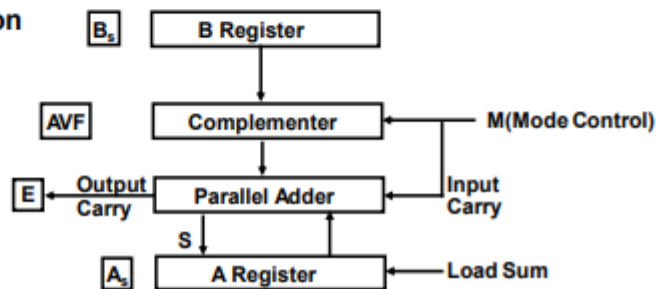 on
Bs B Register
AVF Complementer M(Mode Control)
E Output Carry Parallel Adder Input Carry
S
As A Register Load Sum